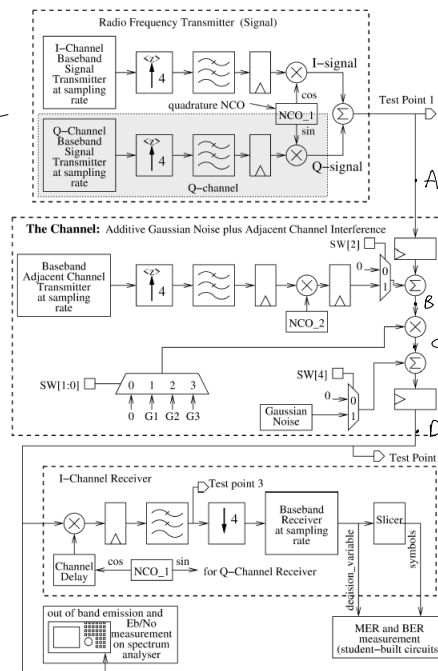 Radio Frequency Transmitter (Signal)
I-Channel
Baseband
Signal
Transmitter
at sampling
rate
<z>
4
I-signal
cos
quadrature NCO
NCO_1
sin
Σ
Test Point 1
Q-Channel
Baseband
Signal
Transmitter
at sampling
rate
<z>
4
Q-signal
Q-channel
A
The Channel: Additive Gaussian Noise plus Adjacent Channel Interference
SW[2]
Baseband
Adjacent Channel
Transmitter
at sampling rate
<z>
4
0
0
1
Σ
B
NCO_2
C
SW[1:0]
0 1 2 3
0 G1 G2 G3
SW[4]
0
0
1
Σ
Gaussian
Noise
D
Test Point
I-Channel Receiver
Test point 3
4
Baseband
Receiver
at sampling
rate
Slicer
decision_variable
symbols
Channel
Delay
cos
NCO_1
sin
for Q-Channel Receiver
out of band emission and
Eb/No
measurement
on spectrum
analyser
MER and BER
measurement
(student-built circuits